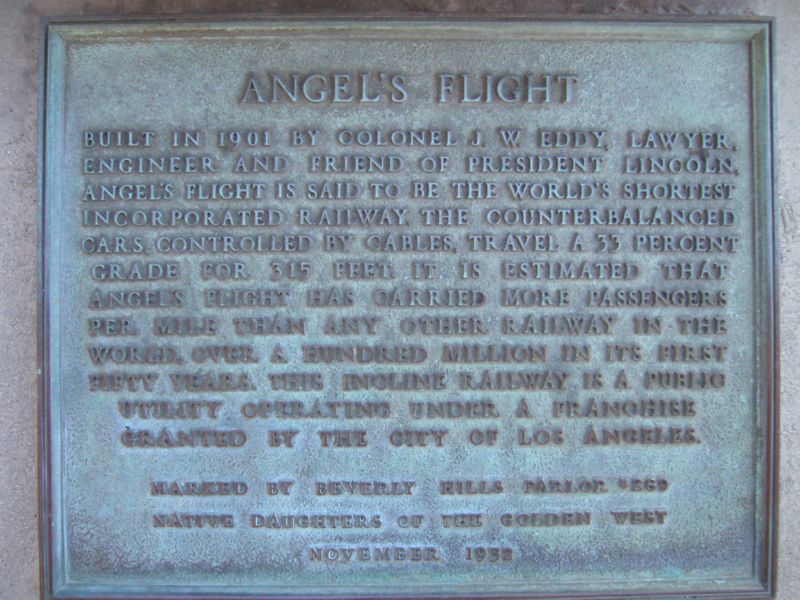 ANGEL'S FLIGHT
BUILT IN 1901 BY COLONEL J. W. EDDY, LAWYER,
ENGINEER AND FRIEND OF PRESIDENT LINCOLN,
ANGEL'S FLIGHT IS SAID TO BE THE WORLD'S SHORTEST
INCORPORATED RAILWAY. THE COUNTERBALANCED
CARS, CONTROLLED BY CABLES, TRAVEL A 33 PERCENT
GRADE FOR 315 FEET. IT IS ESTIMATED THAT
ANGEL'S FLIGHT HAS CARRIED MORE PASSENGERS
PER MILE THAN ANY OTHER RAILWAY IN THE
WORLD, OVER A HUNDRED MILLION IN ITS FIRST
FIFTY YEARS. THIS INCLINE RAILWAY IS A PUBLIC
UTILITY OPERATING UNDER A FRANCHISE
GRANTED BY THE CITY OF LOS ANGELES.
MARKED BY BEVERLY HILLS PARLOR
NATIVE DAUGHTERS OF THE GOLDEN WEST
NOVEMBER, 1952